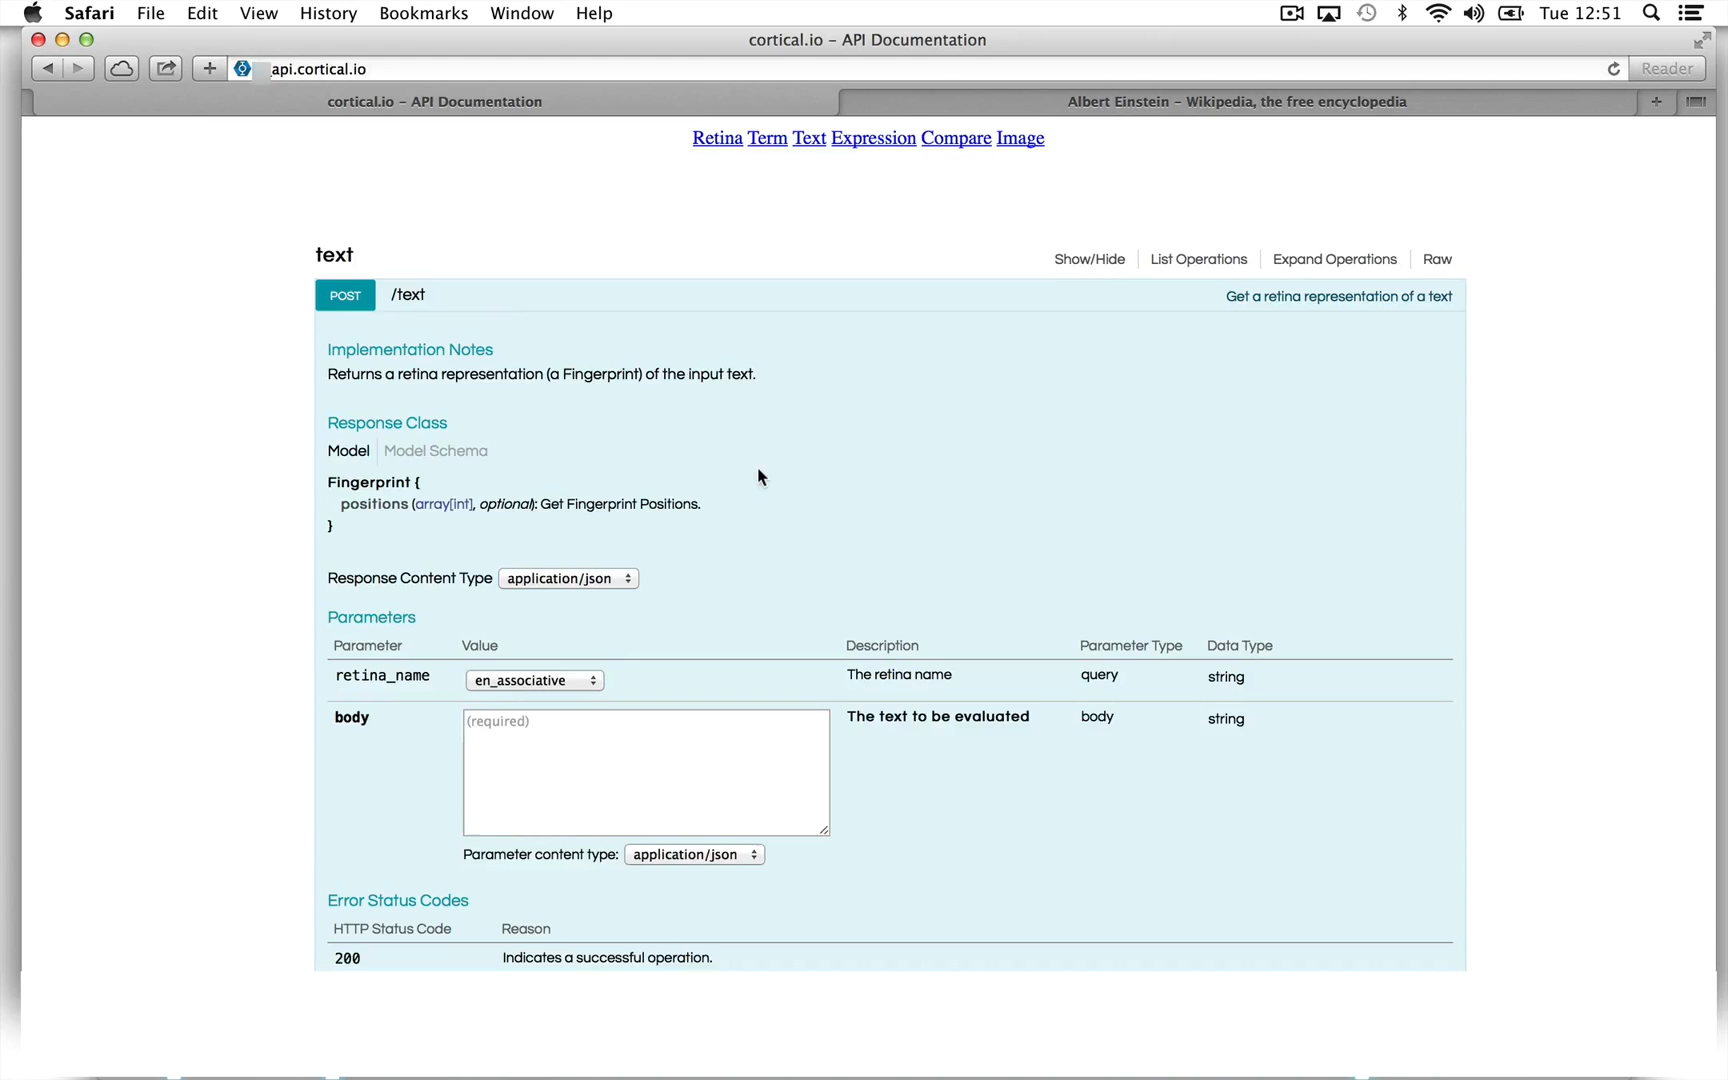 Safari File Edit View History Bookmarks Window Help Tue 12:51
cortical.io – API Documentation
api.cortical.io Reader
cortical.io – API Documentation Albert Einstein – Wikipedia, the free encyclopedia
Retina Term Text Expression Compare Image
text Show/Hide List Operations Expand Operations Raw
POST /text Get a retina representation of a text
Implementation Notes
Returns a retina representation (a Fingerprint) of the input text.
Response Class
Model Model Schema
Fingerprint {
positions (array[int], optional): Get Fingerprint Positions.
}
Response Content Type application/json
Parameters
Parameter Value Description Parameter Type Data Type
retina_name en_associative The retina name query string
body (required) The text to be evaluated body string
Parameter content type: application/json
Error Status Codes
HTTP Status Code Reason
200 Indicates a successful operation.